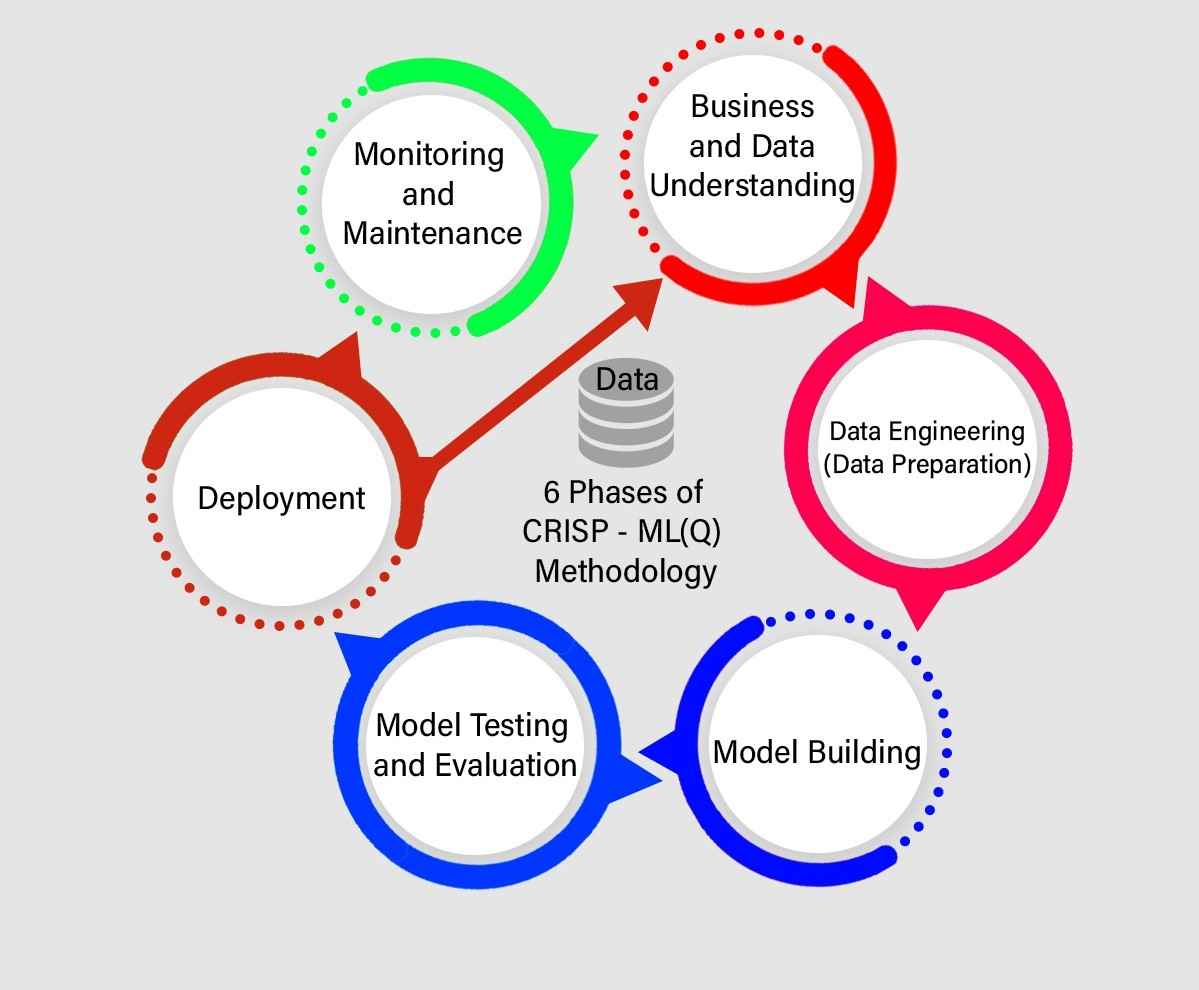 Business
and Data
Understanding
Monitoring
and
Maintenance
Data
Data Engineering
(Data Preparation)
Deployment
6 Phases of
CRISP - ML(Q)
Methodology
Model Testing
and Evaluation
Model Building